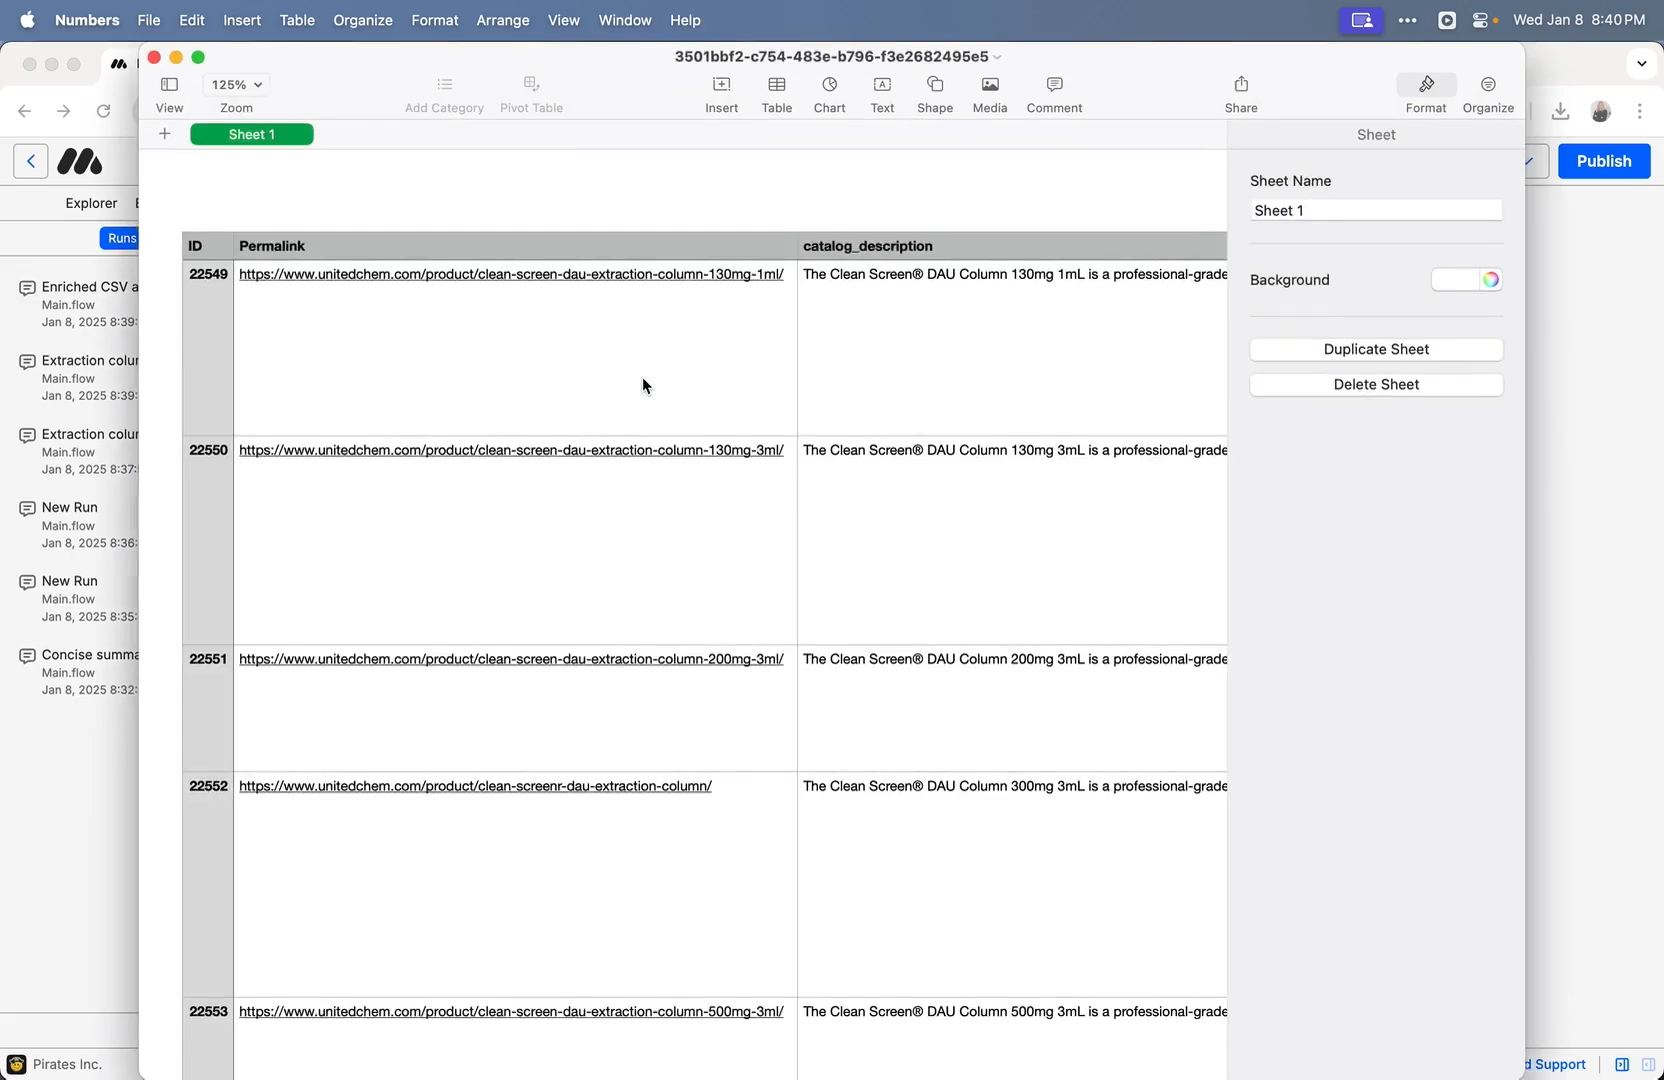 Numbers File Edit Insert Table Organize Format Arrange View Window Help Wed Jan 8 8:40 PM
3501bbf2-c754-483e-b796-f3e2682495e5
125%
View Zoom Add Category Pivot Table Insert Table Chart Text Shape Media Comment Share Format Organize
Sheet 1
Sheet
Publish
Explorer
Runs
Sheet Name
Sheet 1
Background
Duplicate Sheet
Delete Sheet
ID Permalink catalog_description
22549 https://www.unitedchem.com/product/clean-screen-dau-extraction-column-130mg-1ml/ The Clean Screen® DAU Column 130mg 1mL is a professional-grade
22550 https://www.unitedchem.com/product/clean-screen-dau-extraction-column-130mg-3ml/ The Clean Screen® DAU Column 130mg 3mL is a professional-grade
22551 https://www.unitedchem.com/product/clean-screen-dau-extraction-column-200mg-3ml/ The Clean Screen® DAU Column 200mg 3mL is a professional-grade
22552 https://www.unitedchem.com/product/clean-screenr-dau-extraction-column/ The Clean Screen® DAU Column 300mg 3mL is a professional-grade
22553 https://www.unitedchem.com/product/clean-screen-dau-extraction-column-500mg-3ml/ The Clean Screen® DAU Column 500mg 3mL is a professional-grade
Enriched CSV a
Main.flow
Jan 8, 2025 8:39:
Extraction colur
Main.flow
Jan 8, 2025 8:39:
Extraction colur
Main.flow
Jan 8, 2025 8:37:
New Run
Main.flow
Jan 8, 2025 8:36:
New Run
Main.flow
Jan 8, 2025 8:35:
Concise summa
Main.flow
Jan 8, 2025 8:32:
Pirates Inc.
d Support